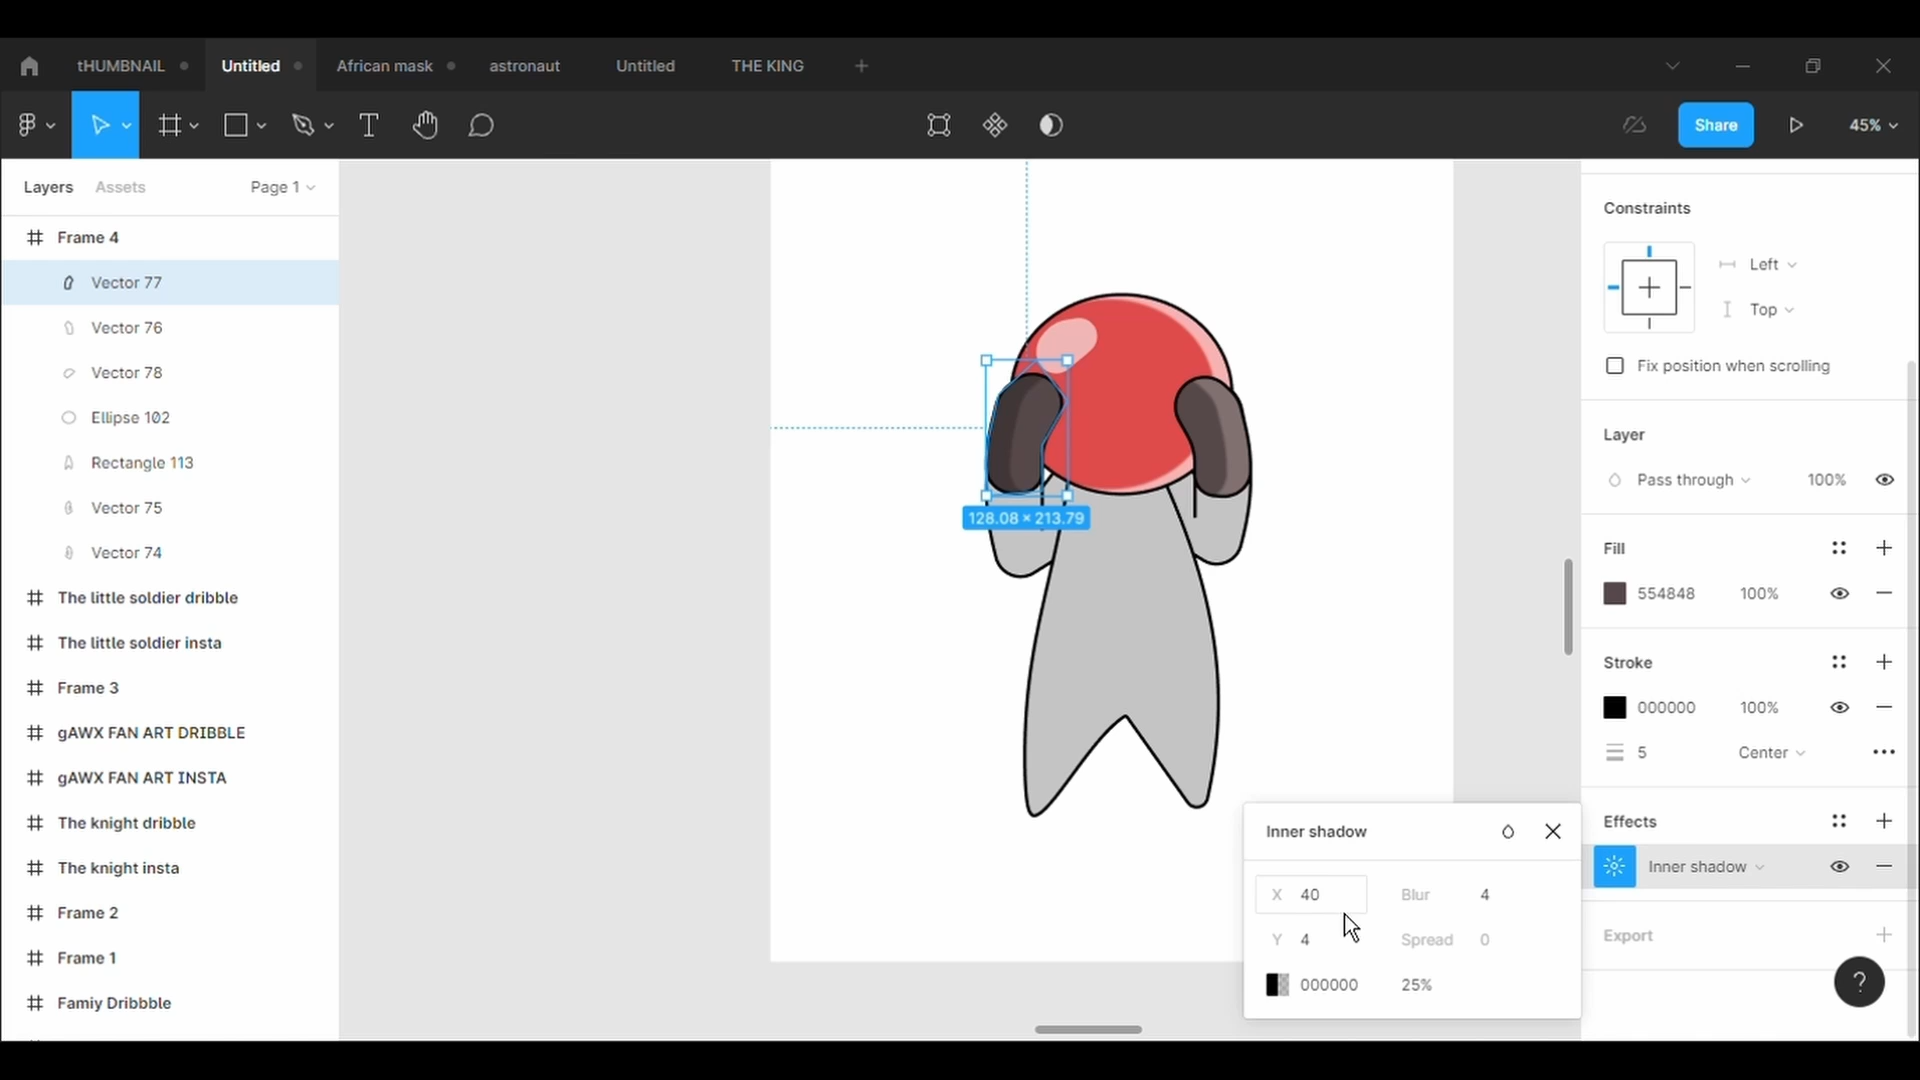 tHUMBNAIL
Untitled
African mask
astronaut
Untitled
THE KING
Share
45%
Layers
Assets
Page 1
Frame 4
Vector 77
Vector 76
Vector 78
Ellipse 102
Rectangle 113
Vector 75
Vector 74
The little soldier dribble
The little soldier insta
Frame 3
gAWX FAN ART DRIBBLE
gAWX FAN ART INSTA
The knight dribble
The knight insta
Frame 2
Frame 1
Famiy Dribbble
128.08 × 213.79
Constraints
Left
Top
Fix position when scrolling
Layer
Pass through
100%
Fill
554848
100%
Stroke
000000
100%
5
Center
Effects
Inner shadow
Export
?
Inner shadow
X 40
Blur 4
Y 4
Spread 0
000000
25%